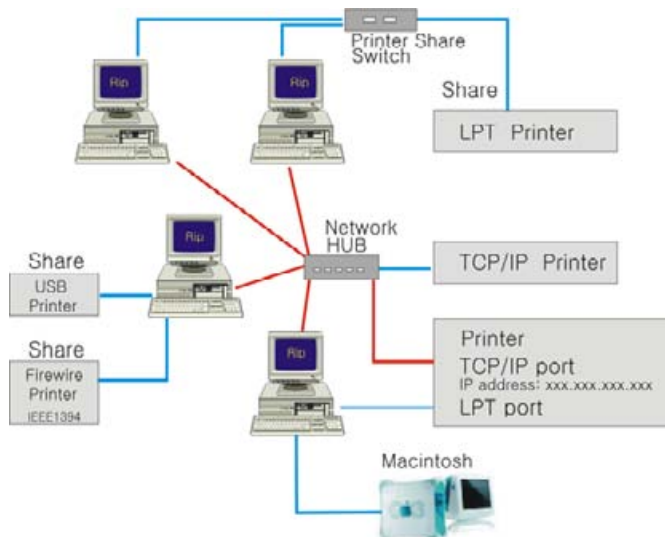 Printer Share
Switch
Rip
Rip
Share
LPT Printer
Network
HUB
Rip
Share
USB
Printer
TCP/IP Printer
Share
Firewire
Printer
IEEE1394
Rip
Printer
TCP/IP port
IP address: xxx.xxx.xxx.xxx
LPT port
Macintosh